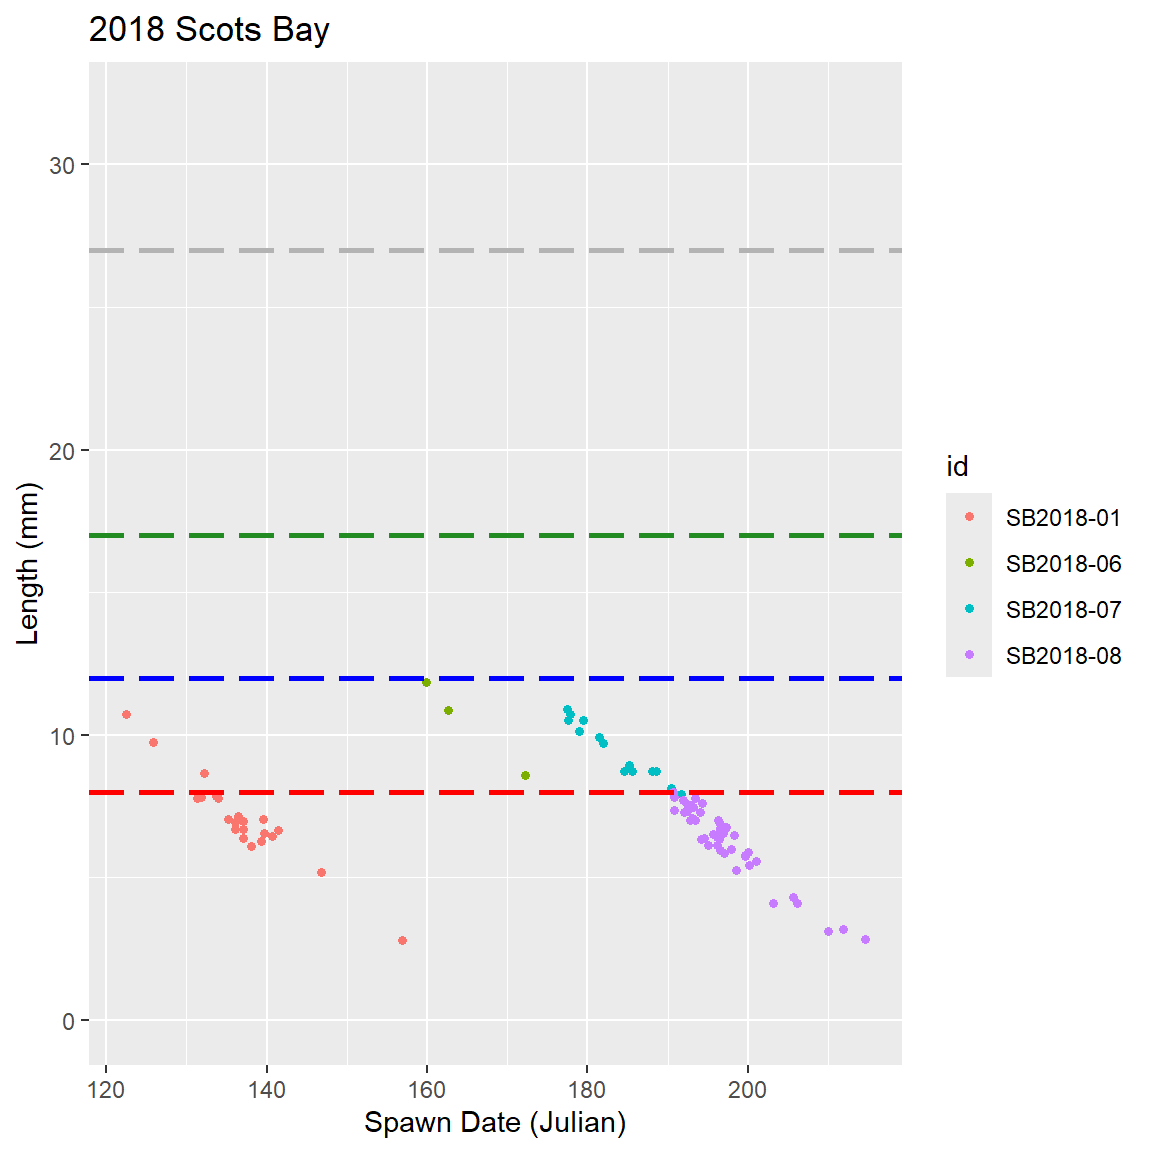 2018 Scots Bay
30
20
10
0
Length (mm)
120 140 160 180 200
Spawn Date (Julian)
id
SB2018-01
SB2018-06
SB2018-07
SB2018-08